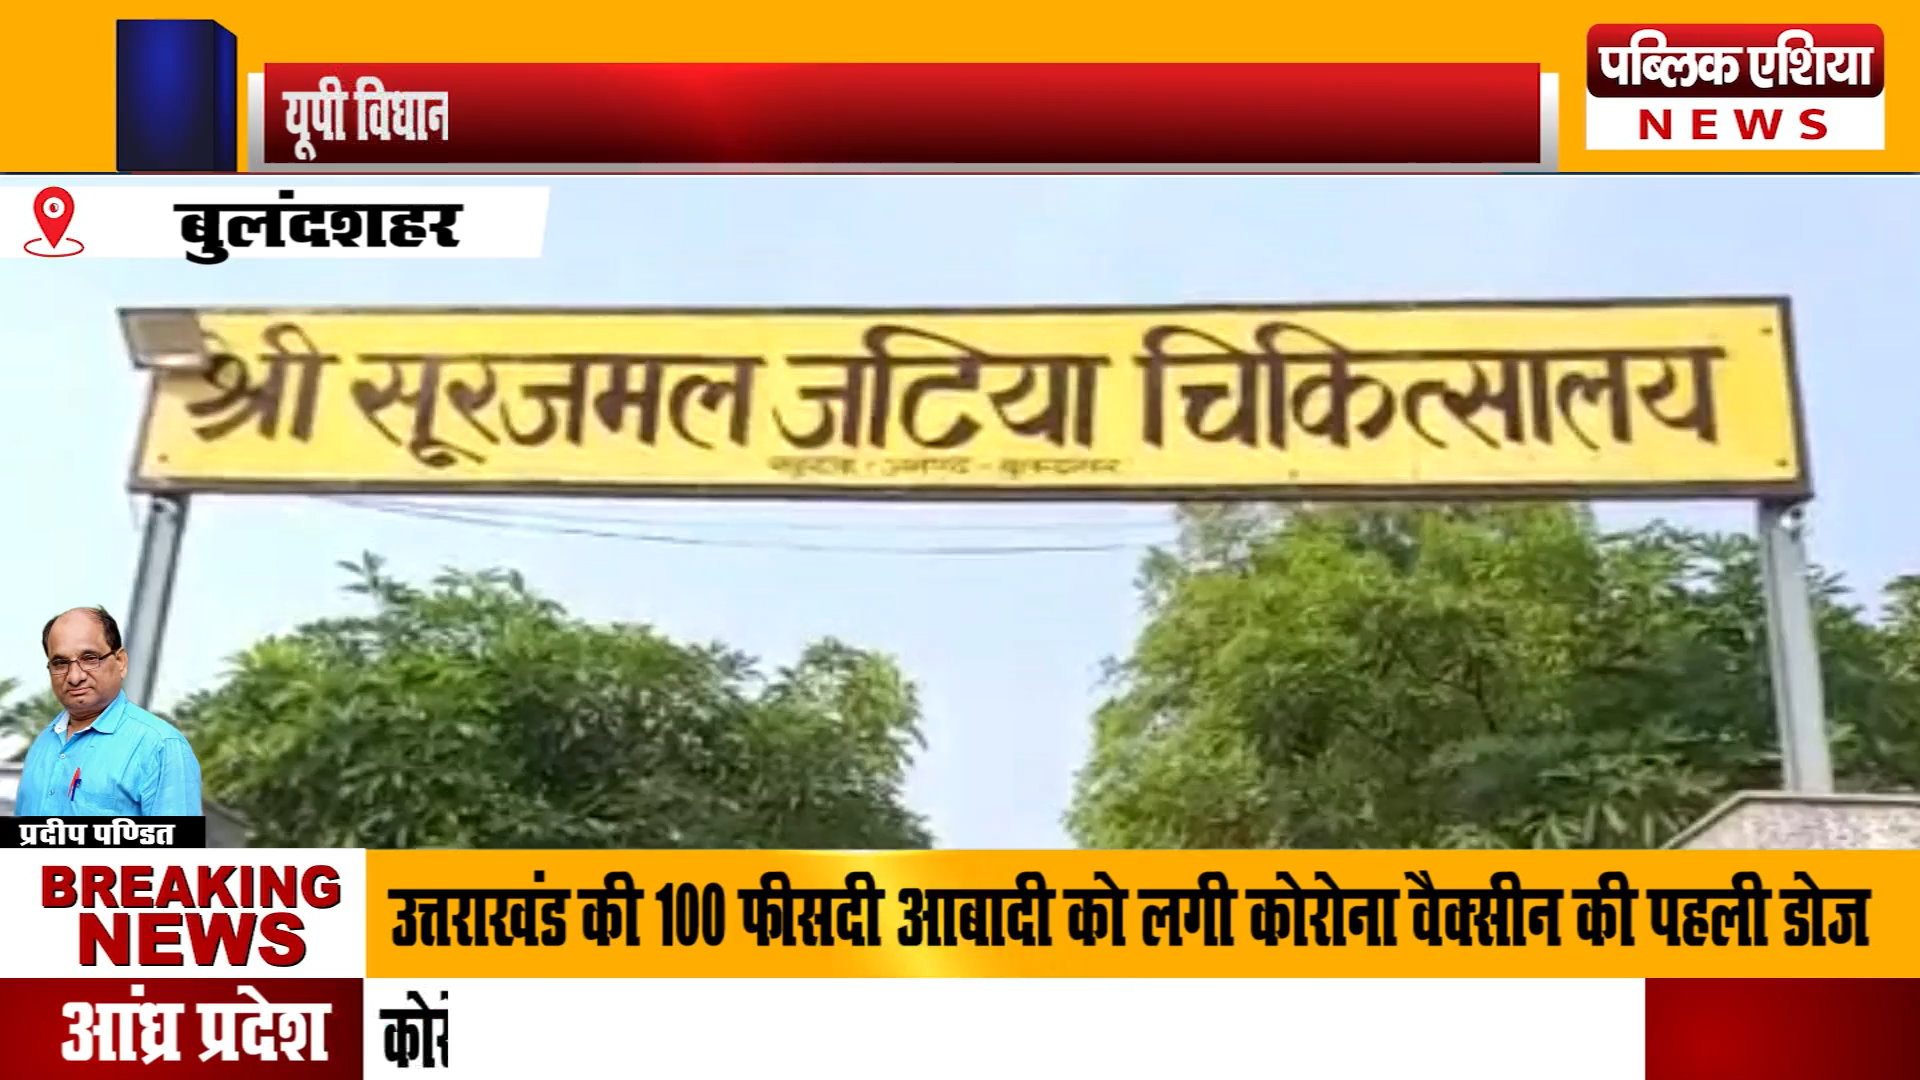 यूपी विधान
पब्लिक एशिया
NEWS
बुलंदशहर
श्री सूरजमल जटिया चिकित्सालय
प्रदीप पण्डित
BREAKING
NEWS
उत्तराखंड की 100 फीसदी आबादी को लगी कोरोना वैक्सीन की पहली डोज
आंध्र प्रदेश